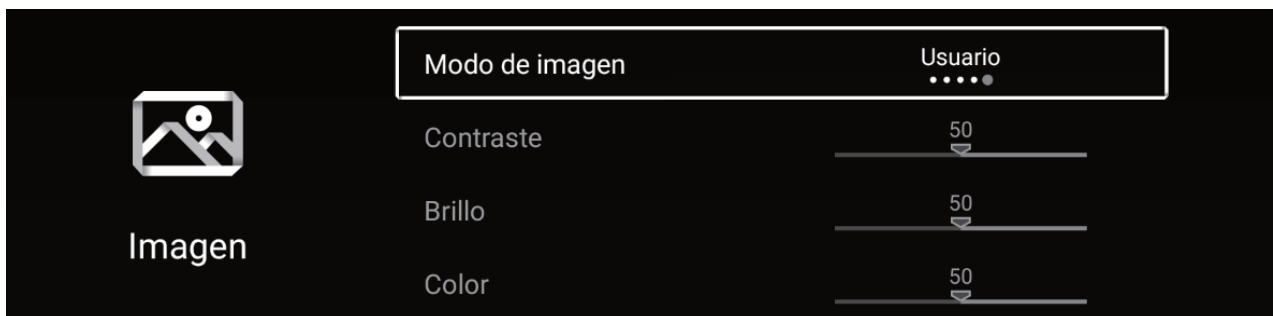 Modo de imagen
Usuario
Contraste
50
Brillo
50
Imagen
Color
50